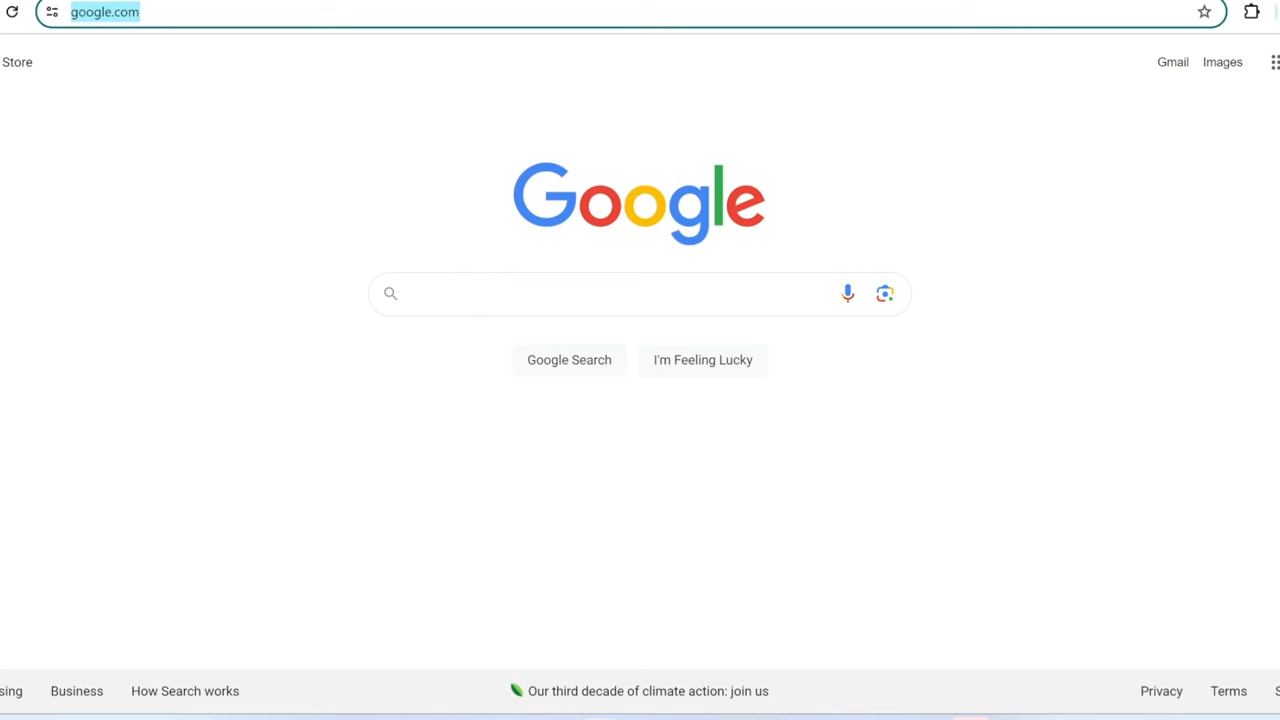 google.com
Store
Gmail Images
Google
Google Search I'm Feeling Lucky
sing Business How Search works Our third decade of climate action: join us Privacy Terms S